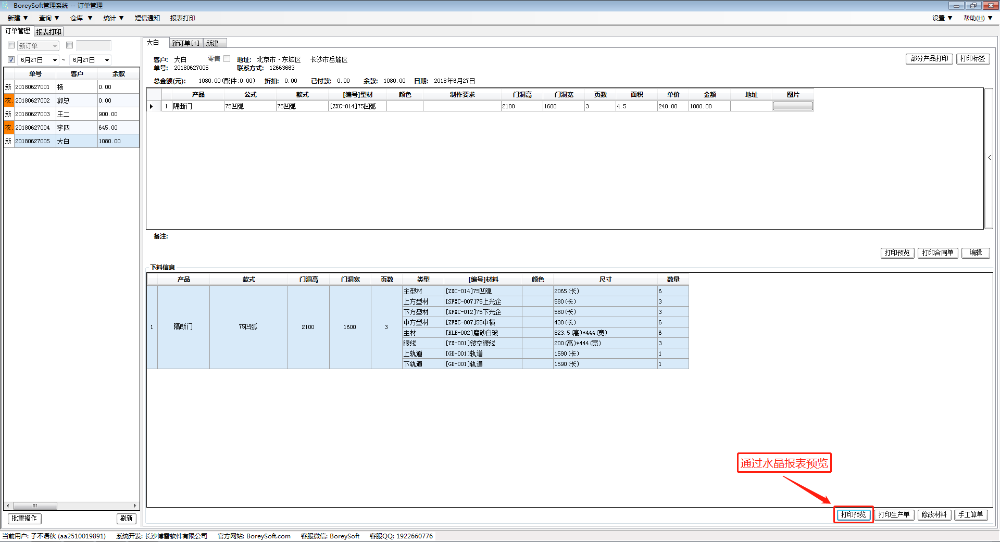 BoreySoft管理系统 -- 订单管理
新建 ▼ 查询 ▼ 仓库 ▼ 统计 ▼ 短信通知 报表打印 设置 ▼ 帮助(H) ▼
订单管理 报表打印
新订单
6月27日 ~ 6月27日
单号 客户 余款
新 20180627001 杨 0.00
衣. 20180627002 郭总 0.00
新 20180627003 王二 900.00
衣. 20180627004 李四 645.00
新 20180627005 大白 1080.00
批量操作 刷新
大白 新订单[+] 新建
客户: 大白 零售 地址: 北京市·东城区 长沙市岳麓区 部分产品打印 打印标签
单号: 20180627005 联系方式: 12663663
总金额(元): 1080.00(配件:0.00) 折扣: 0.00 已付款: 0.00 余款: 1080.00 日期: 2018年6月27日
产品 公式 款式 [编号]型材 颜色 制作要求 门洞高 门洞宽 页数 面积 单价 金额 地址 图片
1 隔断门 75凹弧 75凹弧 [ZXC-014]75凹弧 2100 1600 3 4.5 240.00 1080.00
备注:
打印预览 打印合同单 编辑
下料信息
产品 款式 门洞高 门洞宽 页数 类型 [编号]材料 颜色 尺寸 数量
1 隔断门 75凹弧 2100 1600 3
主型材 [ZXC-014]75凹弧 2065(长) 6
上方型材 [SFXC-007]75上光企 580(长) 3
下方型材 [XFXC-012]75下光企 580(长) 3
中方型材 [ZFXC-007]55中横 430(长) 6
主材 [BLB-002]磨砂白玻 823.5(高)*444(宽) 6
腰线 [YX-001]镂空腰线 200(高)*444(宽) 3
上轨道 [GD-001]轨道 1590(长) 1
下轨道 [GD-001]轨道 1590(长) 1
通过水晶报表预览
打印预览 打印生产单 修改材料 手工算单
当前用户: 子不语秋 (aa2510019891) 系统开发: 长沙博雷软件有限公司 官方网站: BoreySoft.com 客服微信: BoreySoft 客服QQ: 1922660776